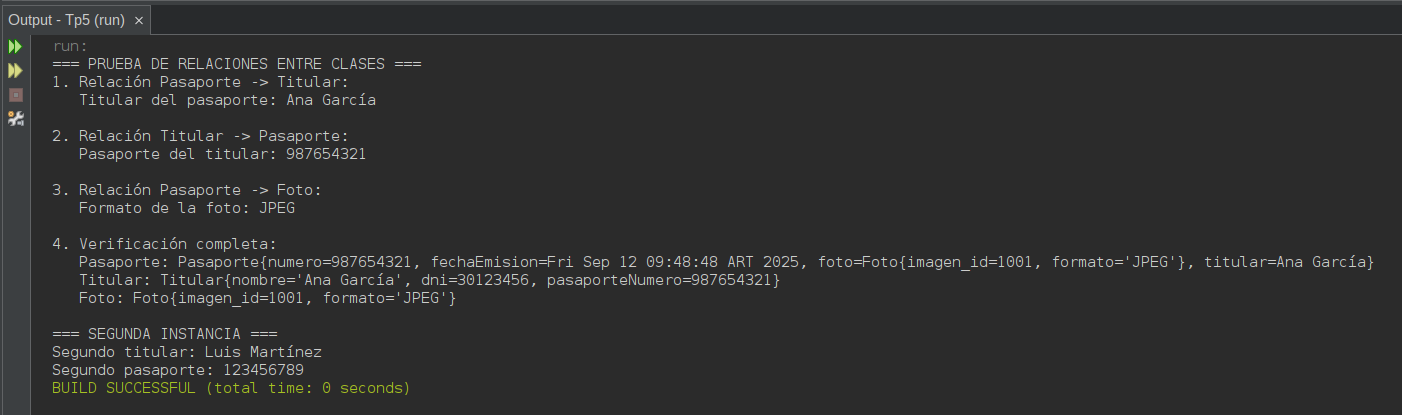 Output - Tp5 (run) ×
run:
=== PRUEBA DE RELACIONES ENTRE CLASES ===
1. Relación Pasaporte -> Titular:
   Titular del pasaporte: Ana García

2. Relación Titular -> Pasaporte:
   Pasaporte del titular: 987654321

3. Relación Pasaporte -> Foto:
   Formato de la foto: JPEG

4. Verificación completa:
   Pasaporte: Pasaporte{numero=987654321, fechaEmision=Fri Sep 12 09:48:48 ART 2025, foto=Foto{imagen_id=1001, formato='JPEG'}, titular=Ana García}
   Titular: Titular{nombre='Ana García', dni=30123456, pasaporteNumero=987654321}
   Foto: Foto{imagen_id=1001, formato='JPEG'}

=== SEGUNDA INSTANCIA ===
Segundo titular: Luis Martínez
Segundo pasaporte: 123456789
BUILD SUCCESSFUL (total time: 0 seconds)